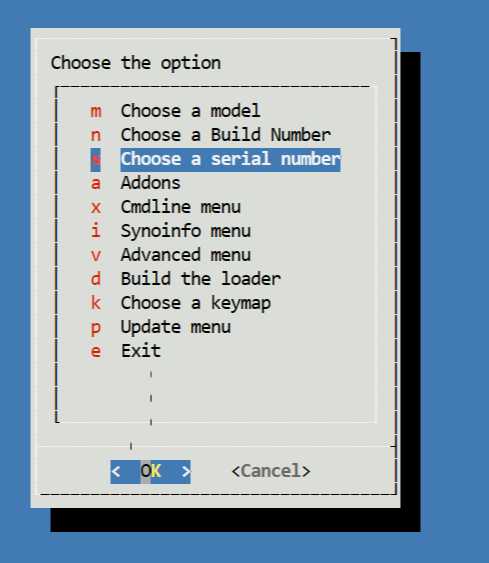 Choose the option
m Choose a model
n Choose a Build Number
s Choose a serial number
a Addons
x Cmdline menu
i Synoinfo menu
v Advanced menu
d Build the loader
k Choose a keymap
p Update menu
e Exit
< OK > <Cancel>